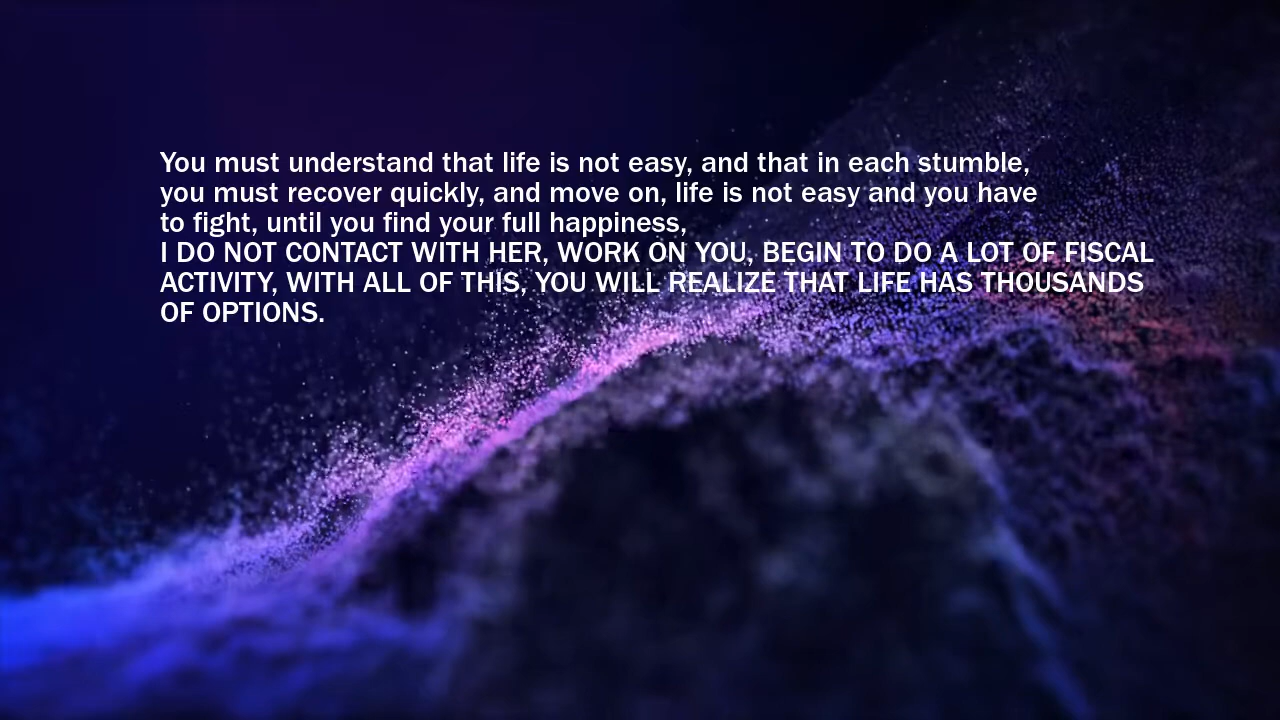 You must understand that life is not easy, and that in each stumble,
you must recover quickly, and move on, life is not easy and you have
to fight, until you find your full happiness,
I DO NOT CONTACT WITH HER, WORK ON YOU, BEGIN TO DO A LOT OF FISCAL
ACTIVITY, WITH ALL OF THIS, YOU WILL REALIZE THAT LIFE HAS THOUSANDS
OF OPTIONS.